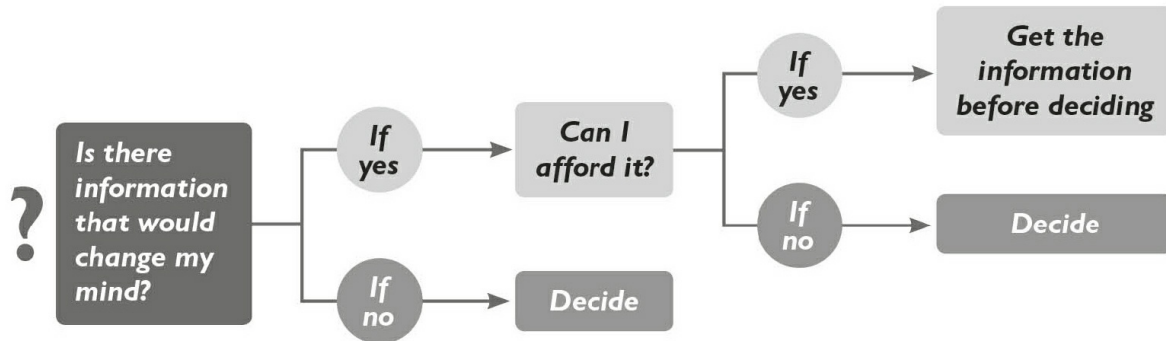 ?
Is there
information
that would
change my
mind?
If
yes
Can I
afford it?
If
yes
Get the
information
before deciding
If
no
Decide
If
no
Decide